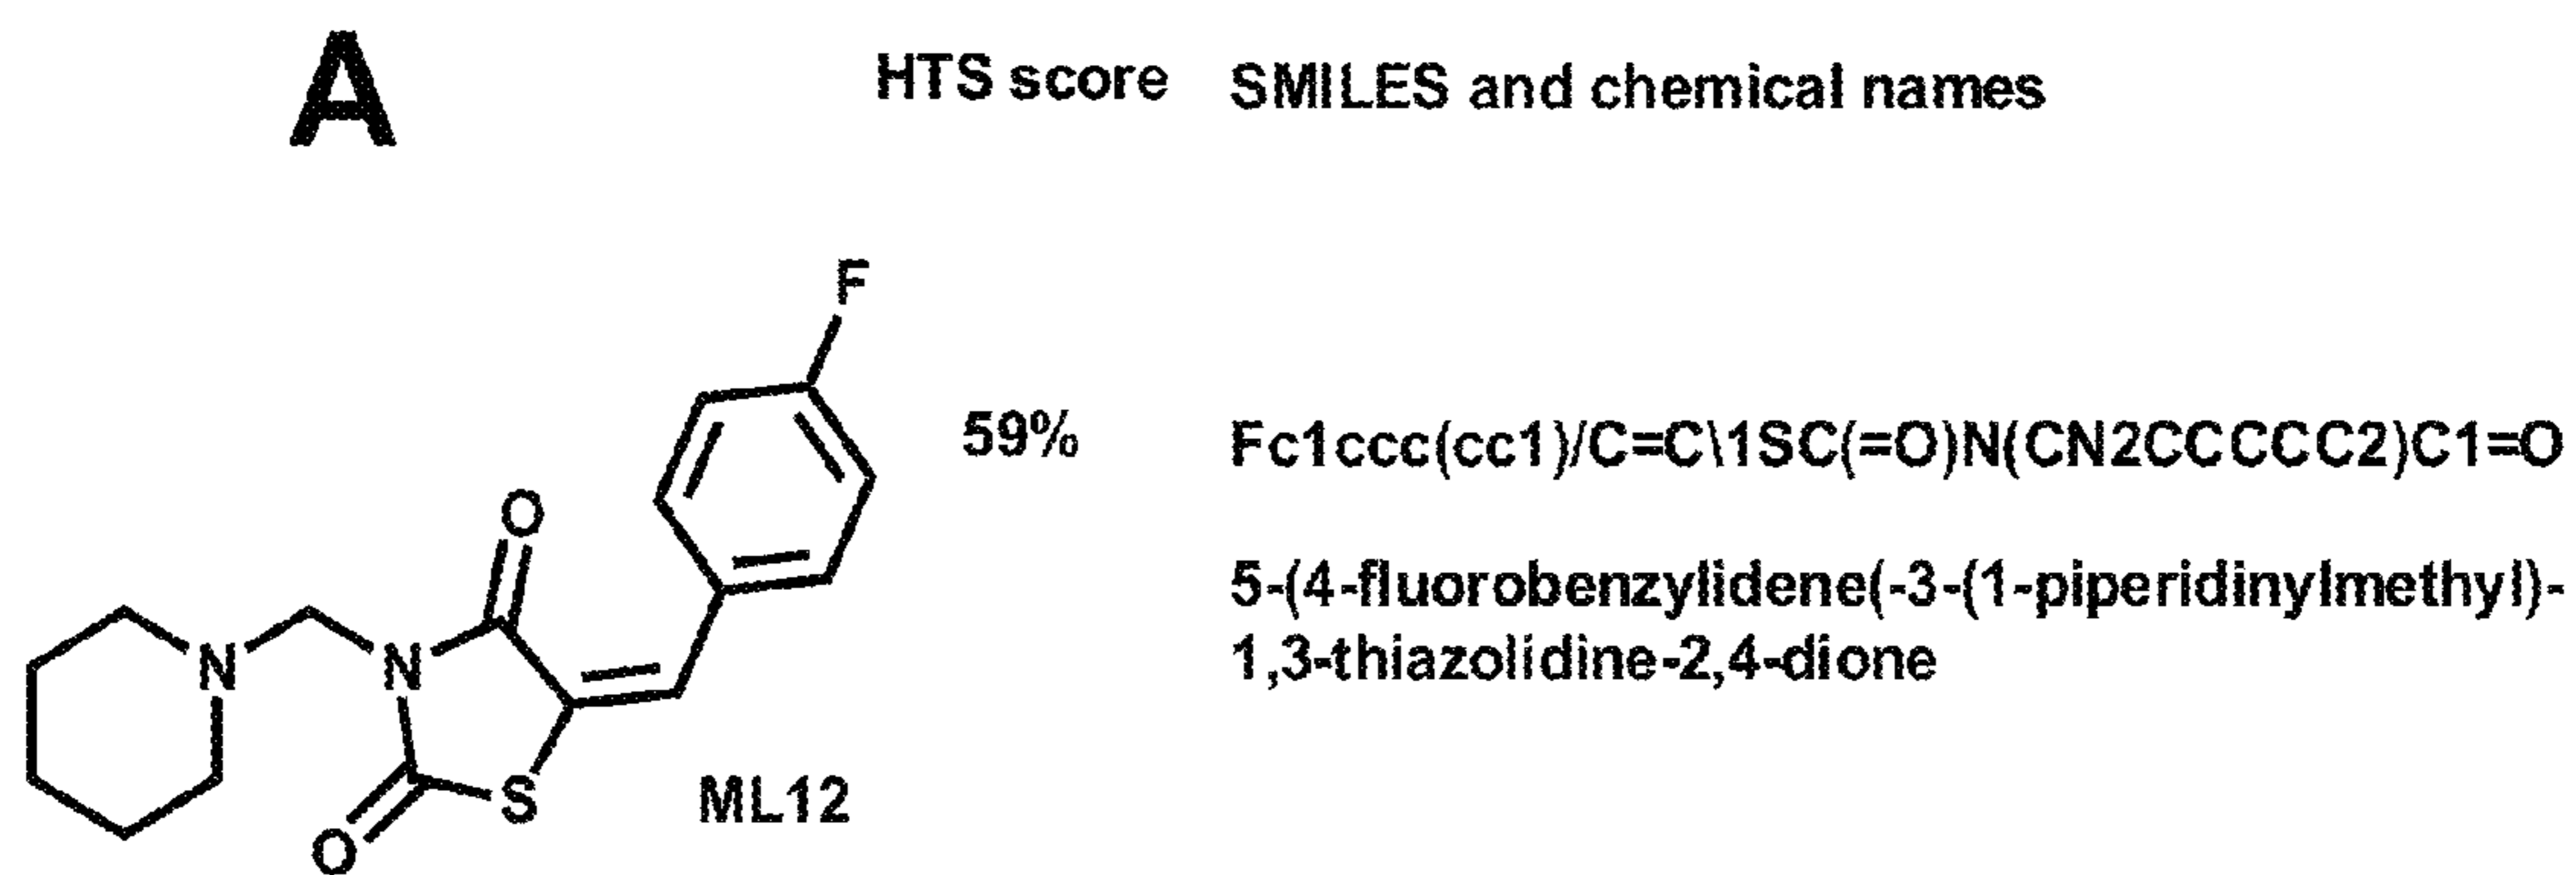 A
HTS score SMILES and chemical names
F
59% Fc1ccc(cc1)/C=C\1SC(=O)N(CN2CCCCC2)C1=O
O
5-(4-fluorobenzylidene(-3-(1-piperidinylmethyl)-
N N 1,3-thiazolidine-2,4-dione
S ML12
O